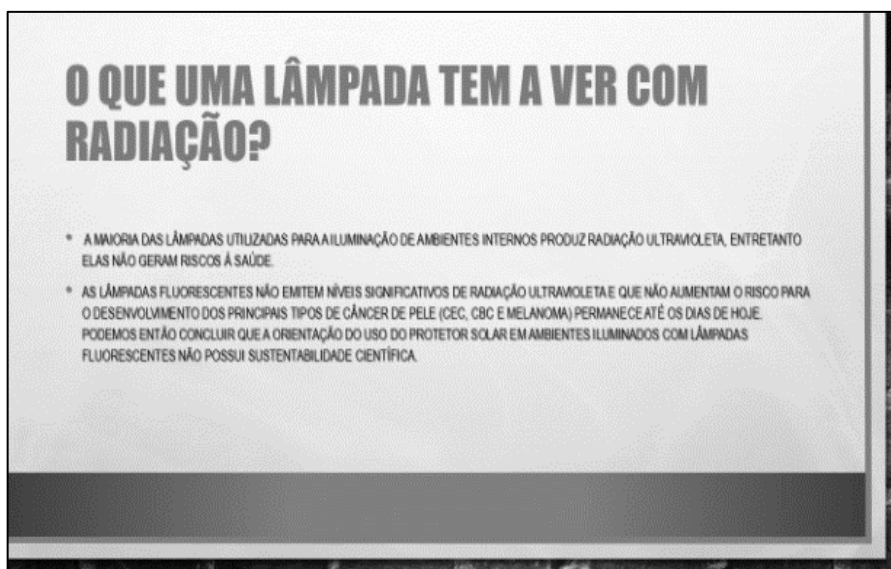 O QUE UMA LÂMPADA TEM A VER COM
RADIAÇÃO?
• A MAIORIA DAS LÂMPADAS UTILIZADAS PARA A ILUMINAÇÃO DE AMBIENTES INTERNOS PRODUZ RADIAÇÃO ULTRAVIOLETA, ENTRETANTO
ELAS NÃO GERAM RISCOS Á SAÚDE.
• AS LÂMPADAS FLUORESCENTES NÃO EMITEM NÍVEIS SIGNIFICATIVOS DE RADIAÇÃO ULTRAVIOLETA E QUE NÃO AUMENTAM O RISCO PARA
O DESENVOLVIMENTO DOS PRINCIPAIS TIPOS DE CÂNCER DE PELE (CEC, CBC E MELANOMA) PERMANECE ATÉ OS DIAS DE HOJE.
PODEMOS ENTÃO CONCLUIR QUE A ORIENTAÇÃO DO USO DO PROTETOR SOLAR EM AMBIENTES ILUMINADOS COM LÂMPADAS
FLUORESCENTES NÃO POSSUI SUSTENTABILIDADE CIENTÍFICA.